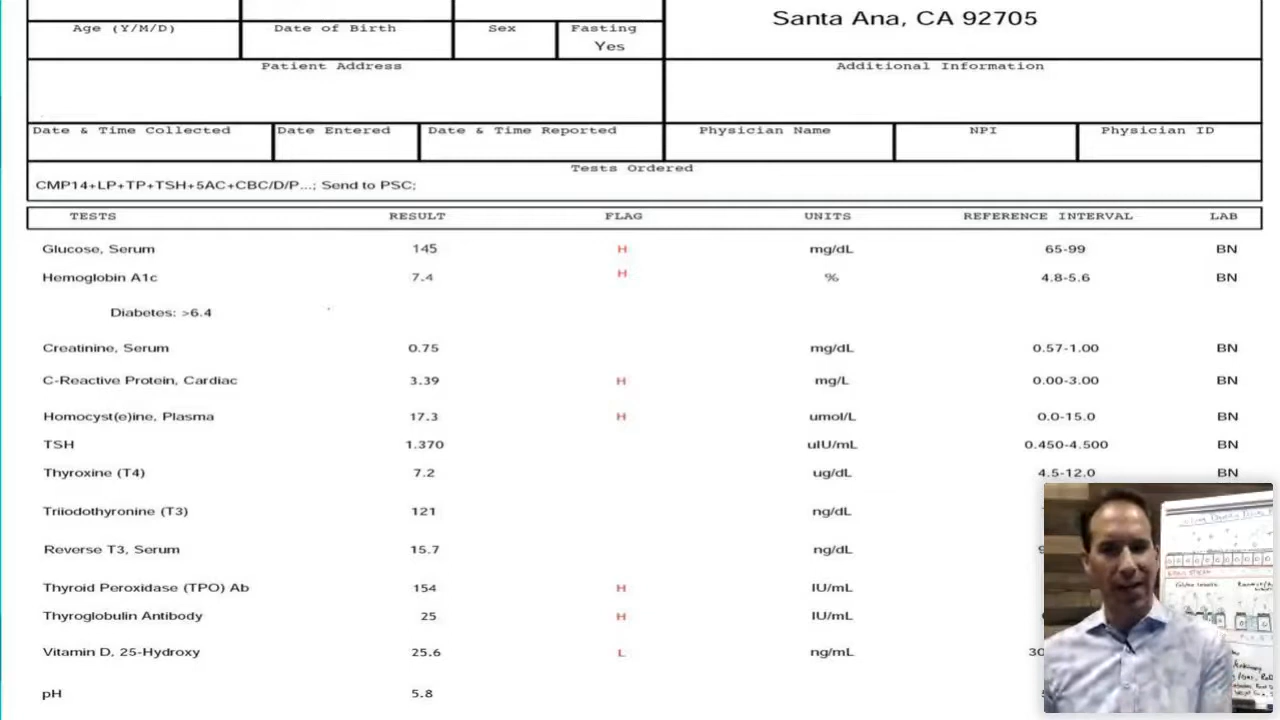 Santa Ana, CA 92705
Age (Y/M/D) Date of Birth Sex Fasting
Yes
Patient Address Additional Information
Date & Time Collected Date Entered Date & Time Reported Physician Name NPI Physician ID
Tests Ordered
CMP14+LP+TP+TSH+5AC+CBC/D/P...; Send to PSC;
TESTS RESULT FLAG UNITS REFERENCE INTERVAL LAB
Glucose, Serum 145 H mg/dL 65-99 BN
Hemoglobin A1c 7.4 H % 4.8-5.6 BN
Diabetes: >6.4
Creatinine, Serum 0.75 mg/dL 0.57-1.00 BN
C-Reactive Protein, Cardiac 3.39 H mg/L 0.00-3.00 BN
Homocyst(e)ine, Plasma 17.3 H umol/L 0.0-15.0 BN
TSH 1.370 uIU/mL 0.450-4.500 BN
Thyroxine (T4) 7.2 ug/dL 4.5-12.0 BN
Triiodothyronine (T3) 121 ng/dL
Reverse T3, Serum 15.7 ng/dL
Thyroid Peroxidase (TPO) Ab 154 H IU/mL
Thyroglobulin Antibody 25 H IU/mL
Vitamin D, 25-Hydroxy 25.6 L ng/mL 30
pH 5.8